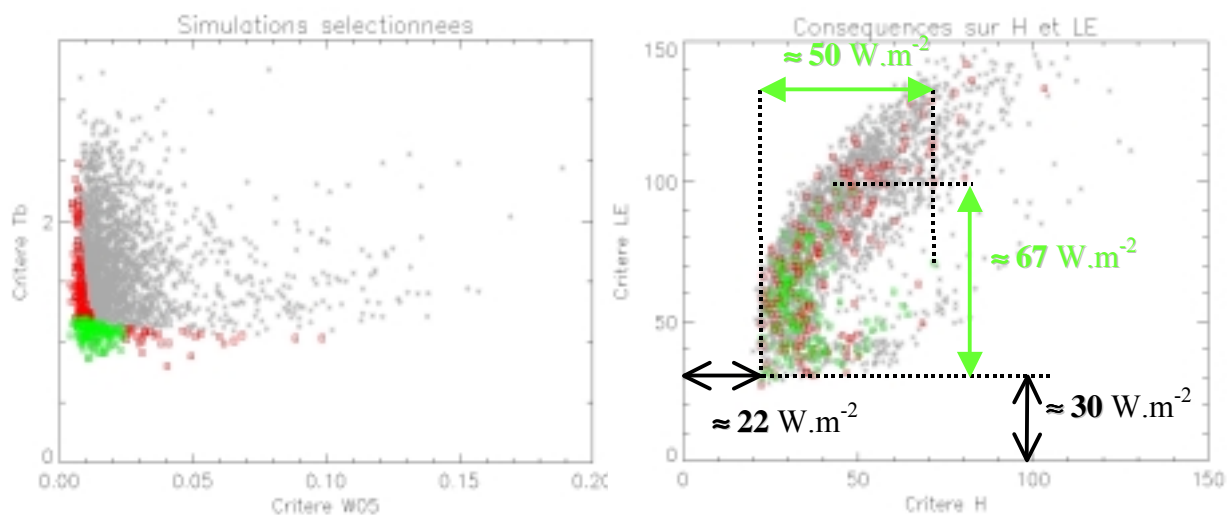 Simulations selectionnees
Critere Tb
2
0
0.00 0.05 0.10 0.15 0.20
Critere W05
Consequences sur H et LE
150
100
50
0
Critere LE
≈ 50 W.m-2
≈ 67 W.m-2
≈ 22 W.m-2
≈ 30 W.m-2
0 50 100 150
Critere H